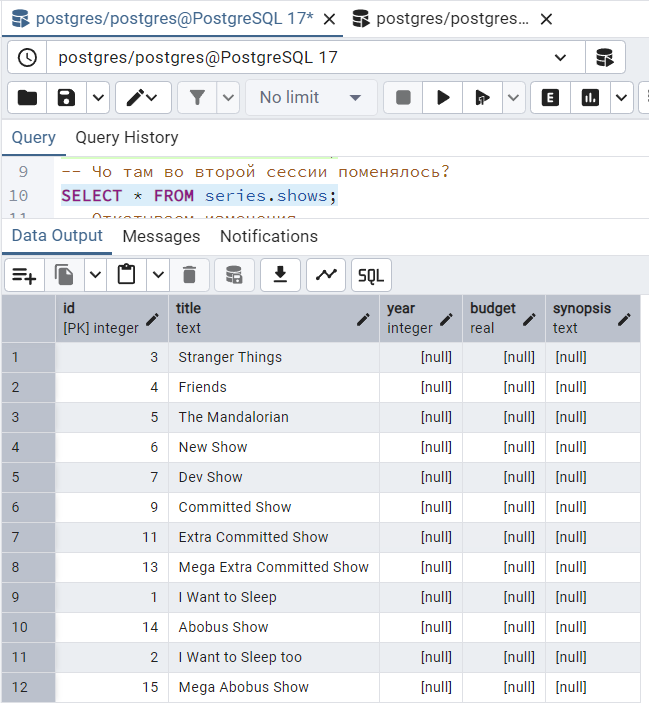 postgres/postgres@PostgreSQL 17*
postgres/postgres...
postgres/postgres@PostgreSQL 17
No limit
E
Query
Query History
9 -- Чо там во второй сессии поменялось?
10 SELECT * FROM series.shows;
11 -- Откатываем изменения
Data Output
Messages
Notifications
SQL
id title year budget synopsis
[PK] integer text integer real text
1 3 Stranger Things [null] [null] [null]
2 4 Friends [null] [null] [null]
3 5 The Mandalorian [null] [null] [null]
4 6 New Show [null] [null] [null]
5 7 Dev Show [null] [null] [null]
6 9 Committed Show [null] [null] [null]
7 11 Extra Committed Show [null] [null] [null]
8 13 Mega Extra Committed Show [null] [null] [null]
9 1 I Want to Sleep [null] [null] [null]
10 14 Abobus Show [null] [null] [null]
11 2 I Want to Sleep too [null] [null] [null]
12 15 Mega Abobus Show [null] [null] [null]